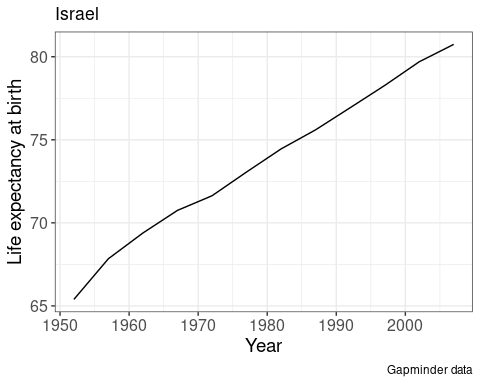 Israel
80
75
70
65
Life expectancy at birth
1950 1960 1970 1980 1990 2000
Year
Gapminder data